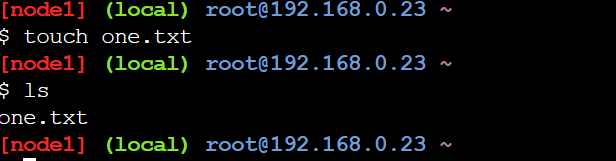 [node1] (local) root@192.168.0.23 ~
$ touch one.txt
[node1] (local) root@192.168.0.23 ~
$ ls
one.txt
[node1] (local) root@192.168.0.23 ~